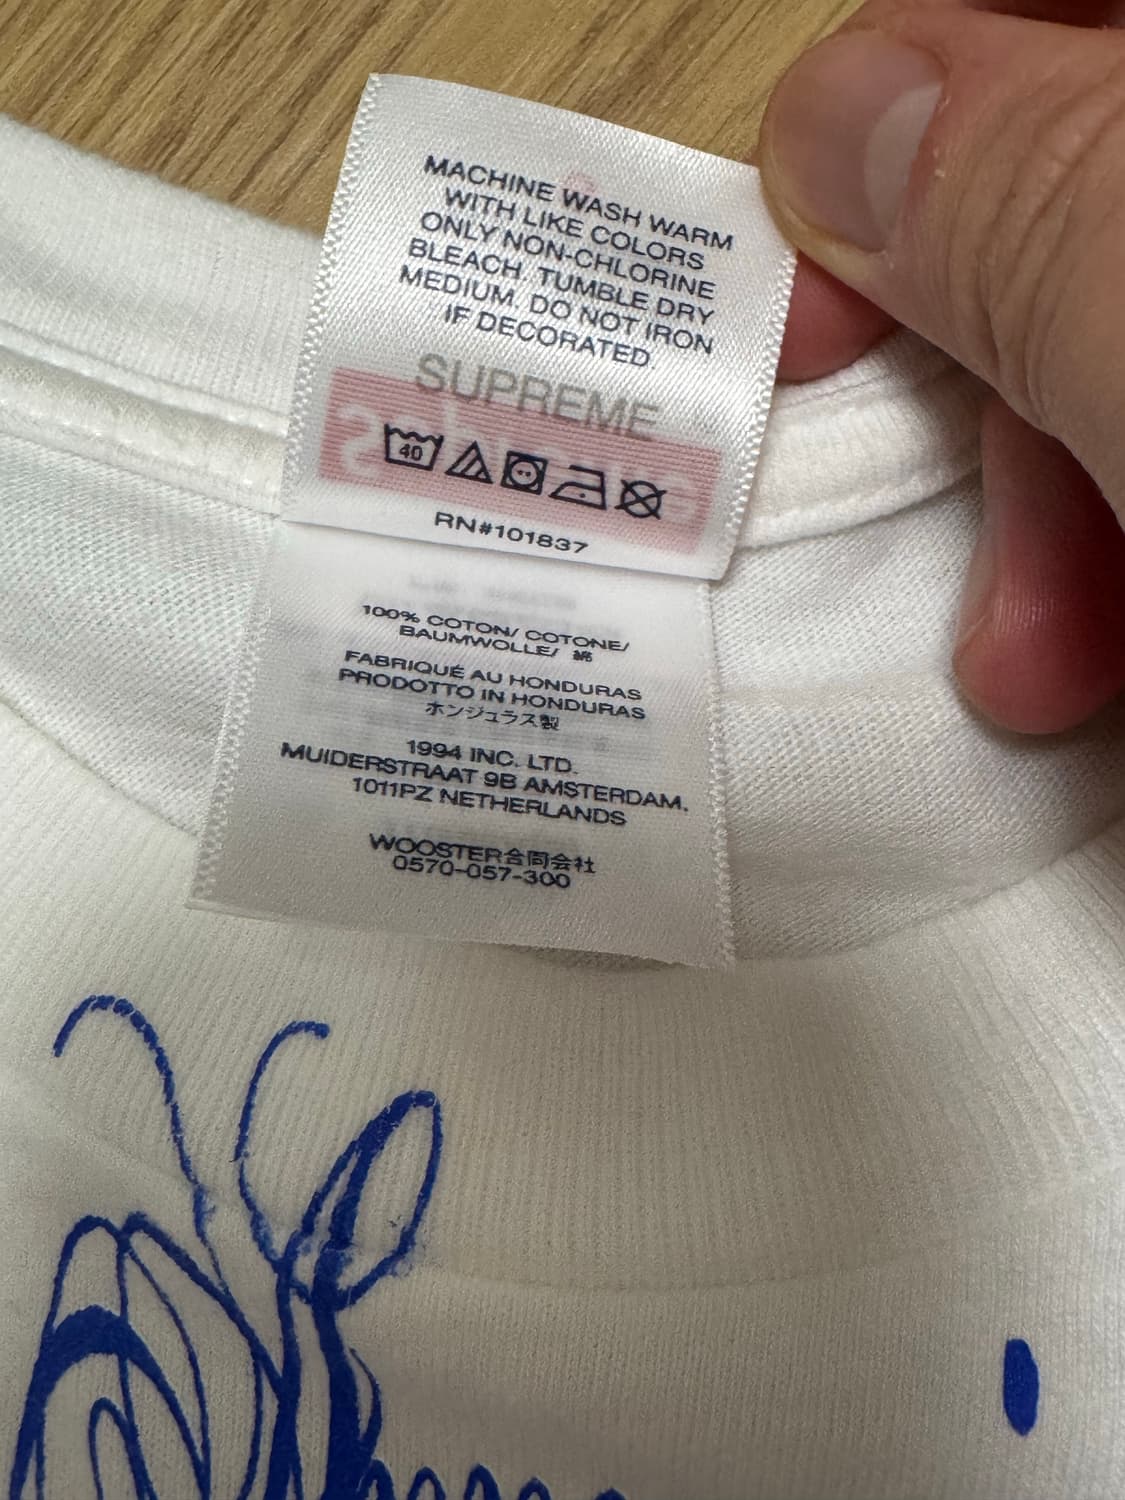 MACHINE WASH WARM
WITH LIKE COLORS
ONLY NON-CHLORINE
BLEACH. TUMBLE DRY
MEDIUM. DO NOT IRON
IF DECORATED.
SUPREME
40
RN#101837
100% COTON/ COTONE/
BAUMWOLLE/ 綿
FABRIQUÉ AU HONDURAS
PRODOTTO IN HONDURAS
ホンジュラス製
1994 INC. LTD.
MUIDERSTRAAT 9B AMSTERDAM.
1011PZ NETHERLANDS
WOOSTER合同会社
0570-057-300